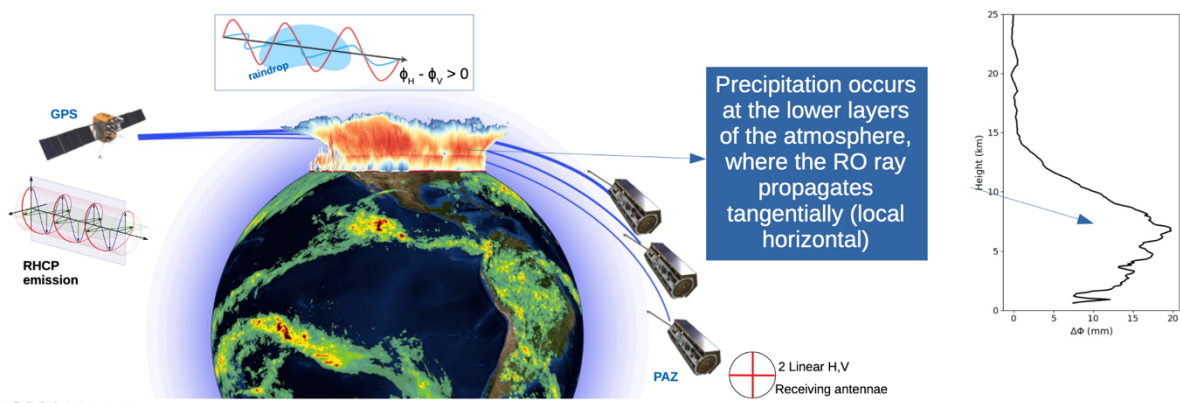 raindrop
ϕH - ϕV > 0
GPS
RHCP
emission
Precipitation occurs
at the lower layers
of the atmosphere,
where the RO ray
propagates
tangentially (local
horizontal)
PAZ
2 Linear H,V
Receiving antennae
25
20
15
10
5
0
Height (km)
0
5
10
15
20
ΔΦ (mm)